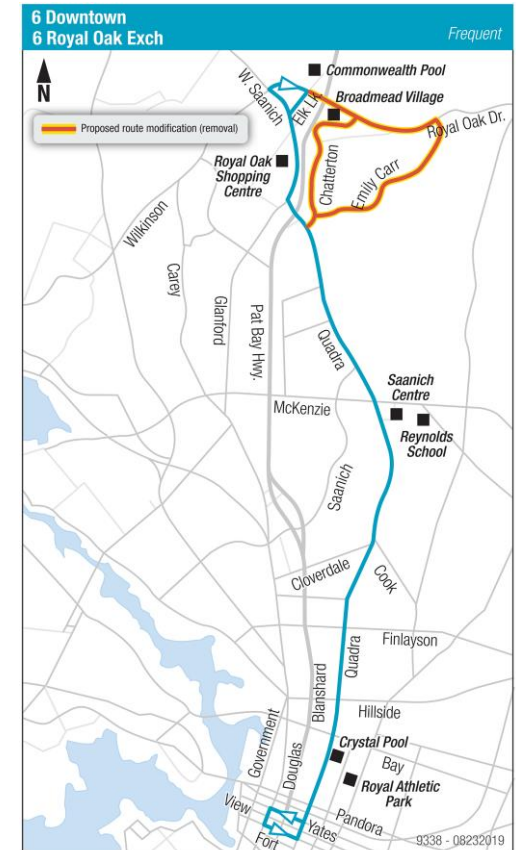 6 Downtown
6 Royal Oak Exch
Frequent
N
Commonwealth Pool
W. Saanich
Elk Lk.
Broadmead Village
Proposed route modification (removal)
Royal Oak Dr.
Royal Oak
Shopping
Centre
Chatterton
Emily Carr
Wilkinson
Carey
Glanford
Pat Bay Hwy.
Quadra
Saanich
Centre
McKenzie
Reynolds
School
Saanich
Cloverdale
Cook
Finlayson
Quadra
Blanshard
Hillside
Government
Douglas
Crystal Pool
Bay
Royal Athletic
Park
View
Yates
Pandora
Fort
9338 - 08232019